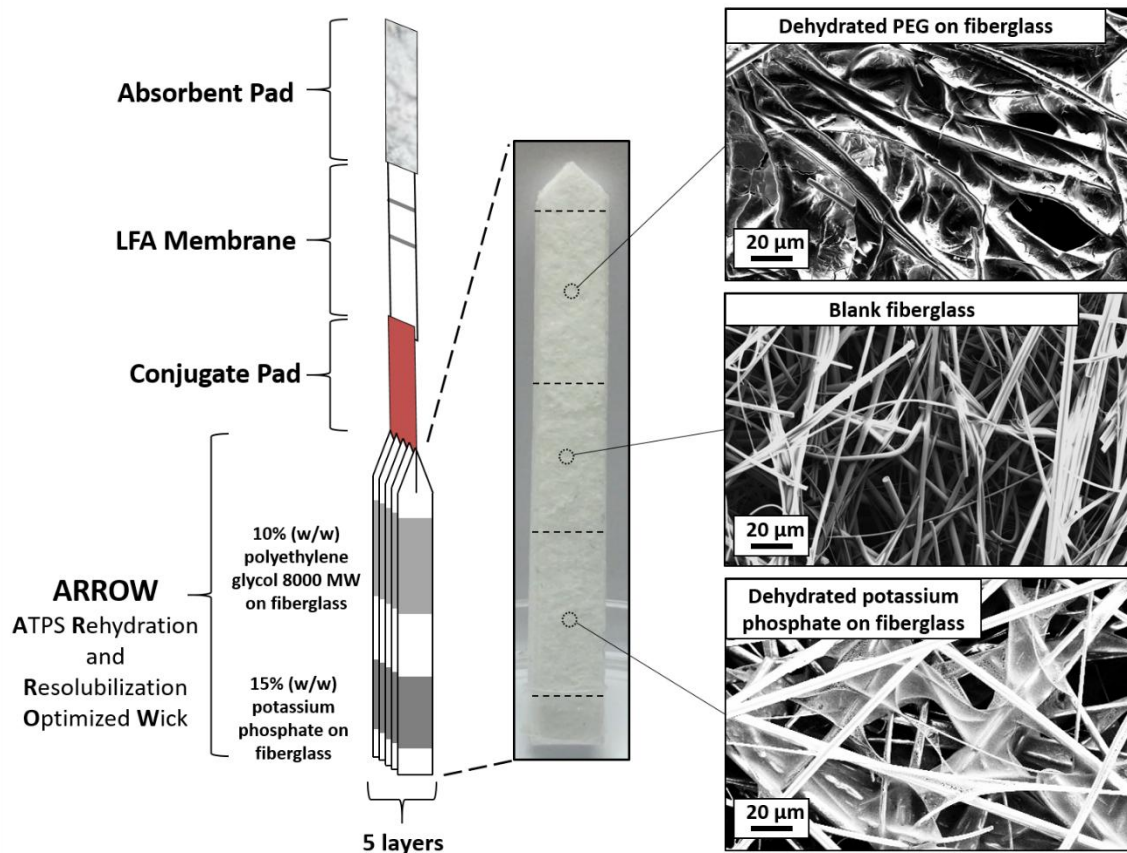 Absorbent Pad
LFA Membrane
Conjugate Pad
ARROW
ATPS Rehydration
and
Resolubilization
Optimized Wick
10% (w/w)
polyethylene
glycol 8000 MW
on fiberglass
15% (w/w)
potassium
phosphate on
fiberglass
5 layers
Dehydrated PEG on fiberglass
20 µm
Blank fiberglass
20 µm
Dehydrated potassium
phosphate on fiberglass
20 µm